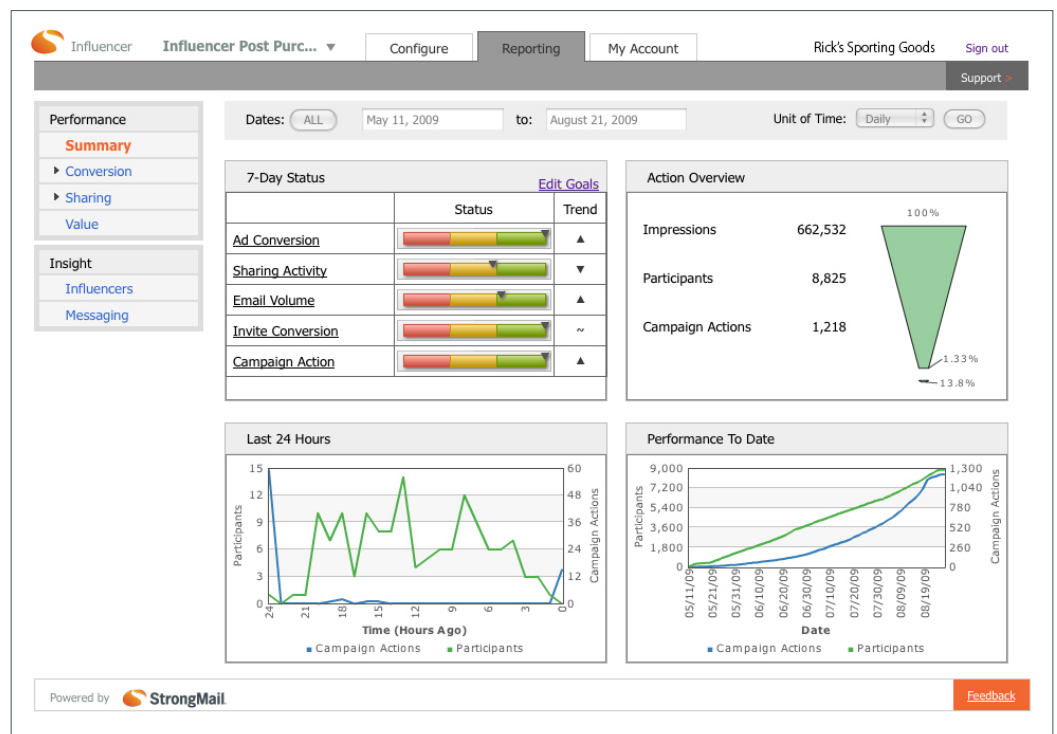 Influencer Influencer Post Purc... ▼ Configure Reporting My Account Rick's Sporting Goods Sign out
Support >
Performance
Summary
Conversion
Sharing
Value
Insight
Influencers
Messaging
Dates: ALL May 11, 2009 to: August 21, 2009 Unit of Time: Daily GO
7-Day Status Edit Goals
Status Trend
Ad Conversion ▲
Sharing Activity ▼
Email Volume ▲
Invite Conversion ~
Campaign Action ▲
Action Overview
100%
Impressions 662,532
Participants 8,825
Campaign Actions 1,218
1.33%
13.8%
Last 24 Hours
15 60
12 48
9 36
6 24
3 12
0 0
Participants
Campaign Actions
24 21 18 15 12 9 6 3 0
Time (Hours Ago)
Campaign Actions Participants
Performance To Date
9,000 1,300
7,200 1,040
5,400 780
3,600 520
1,800 260
0 0
Participants
Campaign Actions
05/11/09 05/21/09 05/31/09 06/10/09 06/20/09 06/30/09 07/10/09 07/20/09 07/30/09 08/09/09 08/19/09
Date
Campaign Actions Participants
Powered by StrongMail Feedback